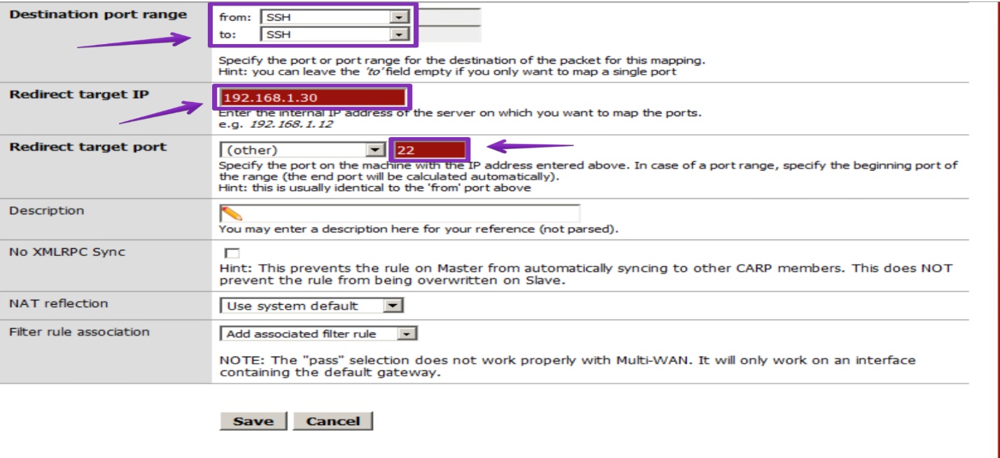 Destination port range
from: SSH
to: SSH
Specify the port or port range for the destination of the packet for this mapping.
Hint: you can leave the 'to' field empty if you only want to map a single port
Redirect target IP
192.168.1.30
Enter the internal IP address of the server on which you want to map the ports.
e.g. 192.168.1.12
Redirect target port
(other) 22
Specify the port on the machine with the IP address entered above. In case of a port range, specify the beginning port of
the range (the end port will be calculated automatically).
Hint: this is usually identical to the 'from' port above
Description
You may enter a description here for your reference (not parsed).
No XMLRPC Sync
Hint: This prevents the rule on Master from automatically syncing to other CARP members. This does NOT
prevent the rule from being overwritten on Slave.
NAT reflection
Use system default
Filter rule association
Add associated filter rule
NOTE: The "pass" selection does not work properly with Multi-WAN. It will only work on an interface
containing the default gateway.
Save Cancel